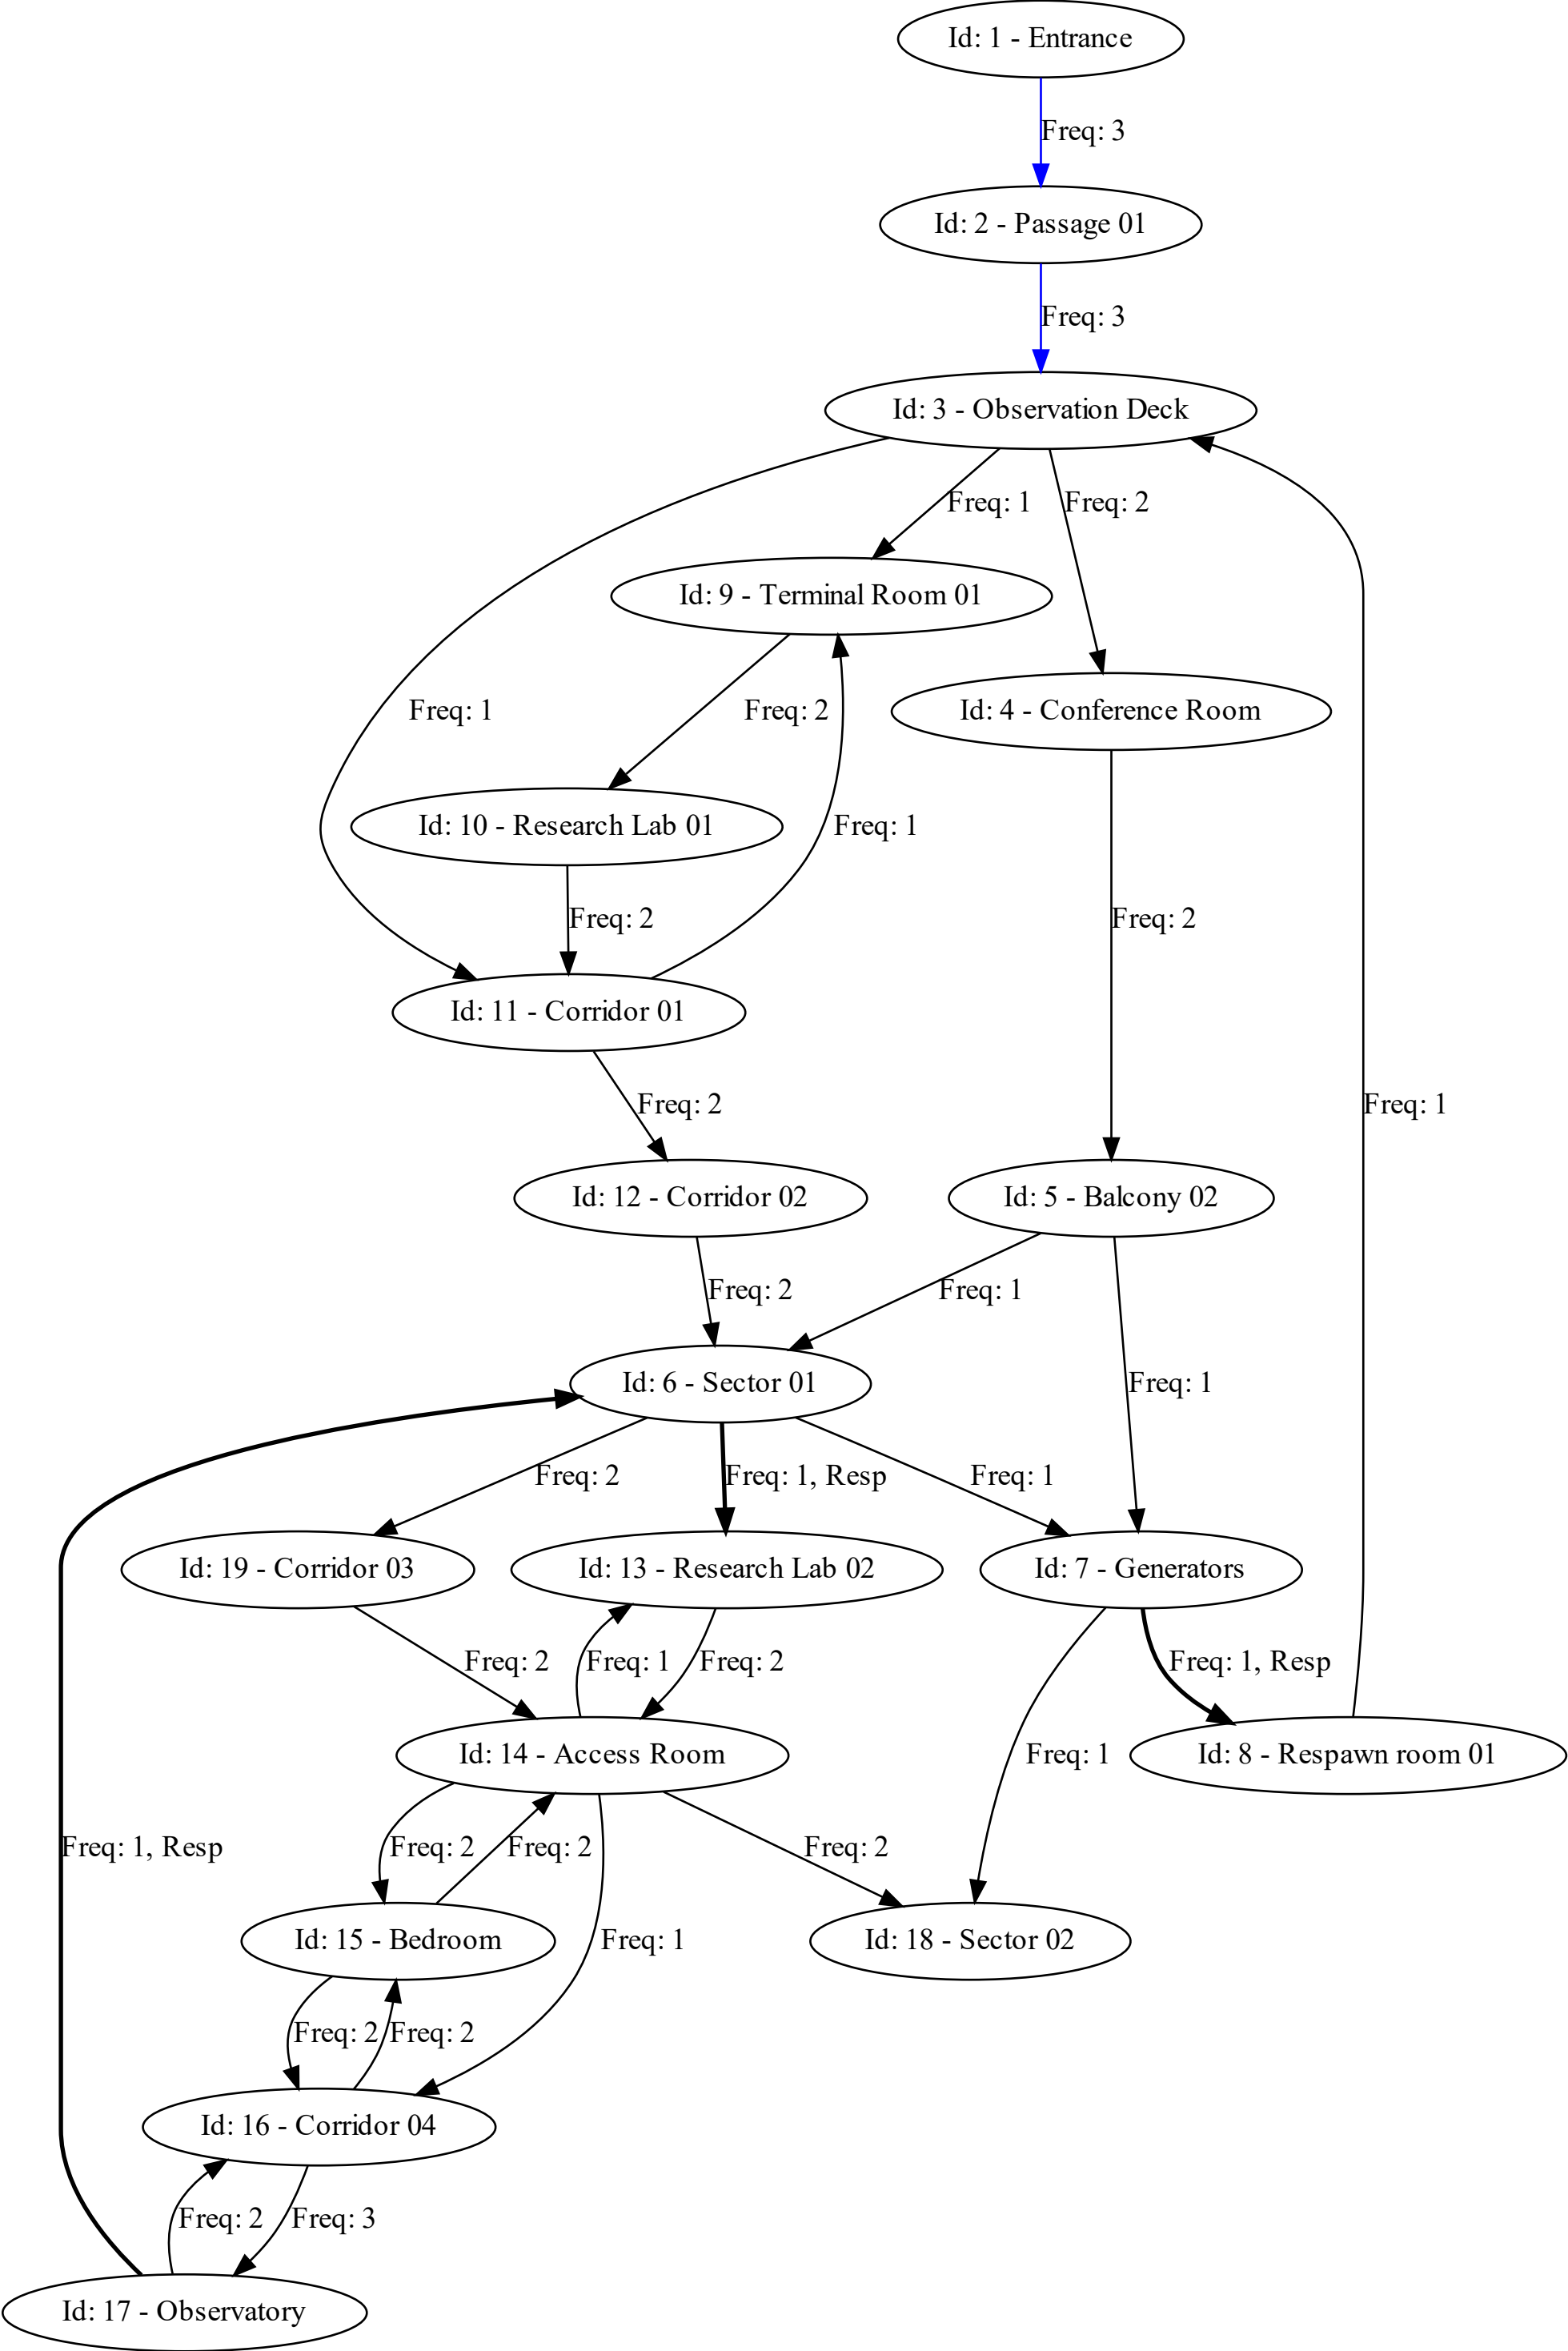 Id: 1 - Entrance
Freq: 3
Id: 2 - Passage 01
Freq: 3
Id: 3 - Observation Deck
Freq: 1
Freq: 2
Id: 9 - Terminal Room 01
Freq: 1
Freq: 2
Id: 4 - Conference Room
Id: 10 - Research Lab 01
Freq: 1
Freq: 2
Freq: 2
Id: 11 - Corridor 01
Freq: 2
Freq: 1
Id: 12 - Corridor 02
Id: 5 - Balcony 02
Freq: 2
Freq: 1
Id: 6 - Sector 01
Freq: 1
Freq: 2
Freq: 1, Resp
Freq: 1
Id: 19 - Corridor 03
Id: 13 - Research Lab 02
Id: 7 - Generators
Freq: 2
Freq: 1
Freq: 2
Freq: 1, Resp
Id: 14 - Access Room
Freq: 1
Id: 8 - Respawn room 01
Freq: 1, Resp
Freq: 2
Freq: 2
Freq: 2
Id: 15 - Bedroom
Freq: 1
Id: 18 - Sector 02
Freq: 2
Freq: 2
Id: 16 - Corridor 04
Freq: 2
Freq: 3
Id: 17 - Observatory